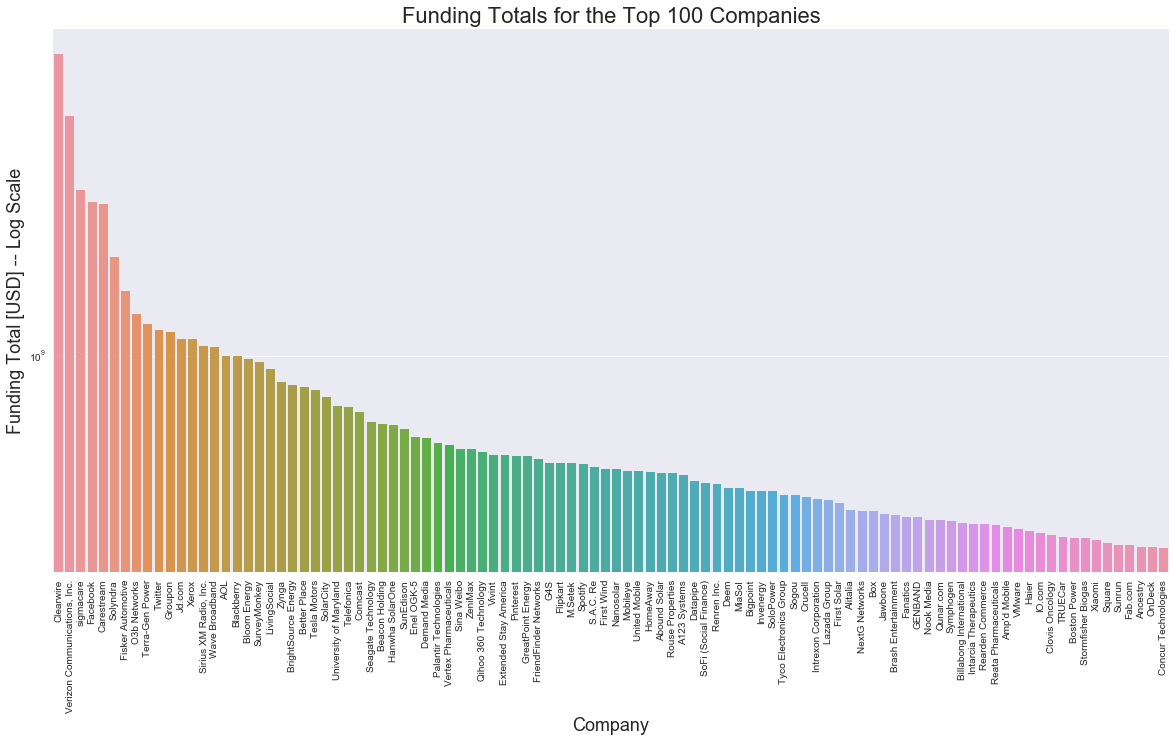 Funding Totals for the Top 100 Companies
Funding Total [USD] -- Log Scale
10⁹
Clearwire
Verizon Communications, Inc.
sigmacare
Facebook
Carestream
Solyndra
Fisker Automotive
O3b Networks
Terra-Gen Power
Twitter
Groupon
Jd.com
Xerox
Sirius XM Radio, Inc.
Wave Broadband
AOL
Blackberry
Bloom Energy
SurveyMonkey
LivingSocial
Zynga
BrightSource Energy
Better Place
Tesla Motors
SolarCity
University of Maryland
Telefonica
Comcast
Seagate Technology
Beacon Holding
Hanwha SolarOne
SunEdison
Enel OGK-5
Demand Media
Palantir Technologies
Vertex Pharmaceuticals
Sina Weibo
ZeniMax
Qihoo 360 Technology
Vivint
Extended Stay America
Pinterest
GreatPoint Energy
FriendFinder Networks
GHS
Flipkart
M.Setek
Spotify
S.A.C. Re
First Wind
Nanosolar
Mobileye
United Mobile
HomeAway
Abound Solar
Rouse Properties
A123 Systems
Datapipe
SoFi (Social Finance)
Renren Inc.
Deem
MiaSol
Bigpoint
Invenergy
Solo Power
Tyco Electronics Group
Sogou
Crucell
Intrexon Corporation
Lazada Group
First Solar
Alitalia
NextG Networks
Box
Jawbone
Brash Entertainment
Fanatics
GENBAND
Nook Media
Qunar.com
Symphogen
Billabong International
Intarcia Therapeutics
Rearden Commerce
Reata Pharmaceuticals
Amp'd Mobile
VMware
Haier
IO.com
Clovis Oncology
TRUECar
Boston Power
Stormfisher Biogas
Xiaomi
Square
Sunrun
Fab.com
Ancestry
OnDeck
Concur Technologies
Company